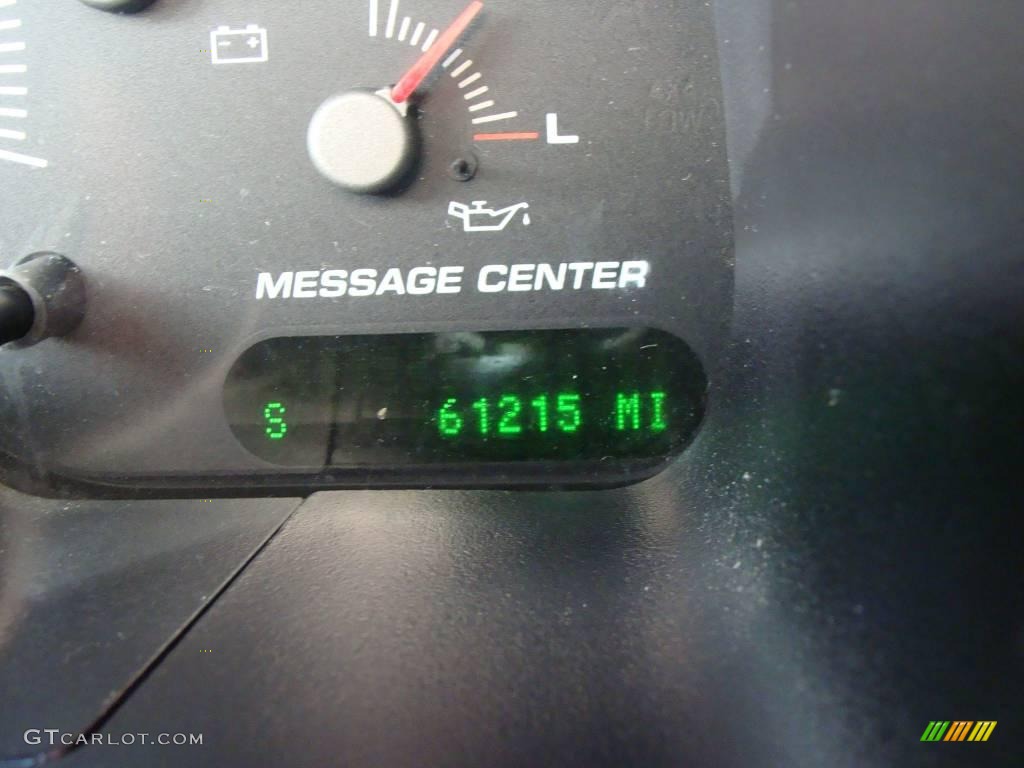 L
MESSAGE CENTER
S 61215 MI
GTCARLOT.COM